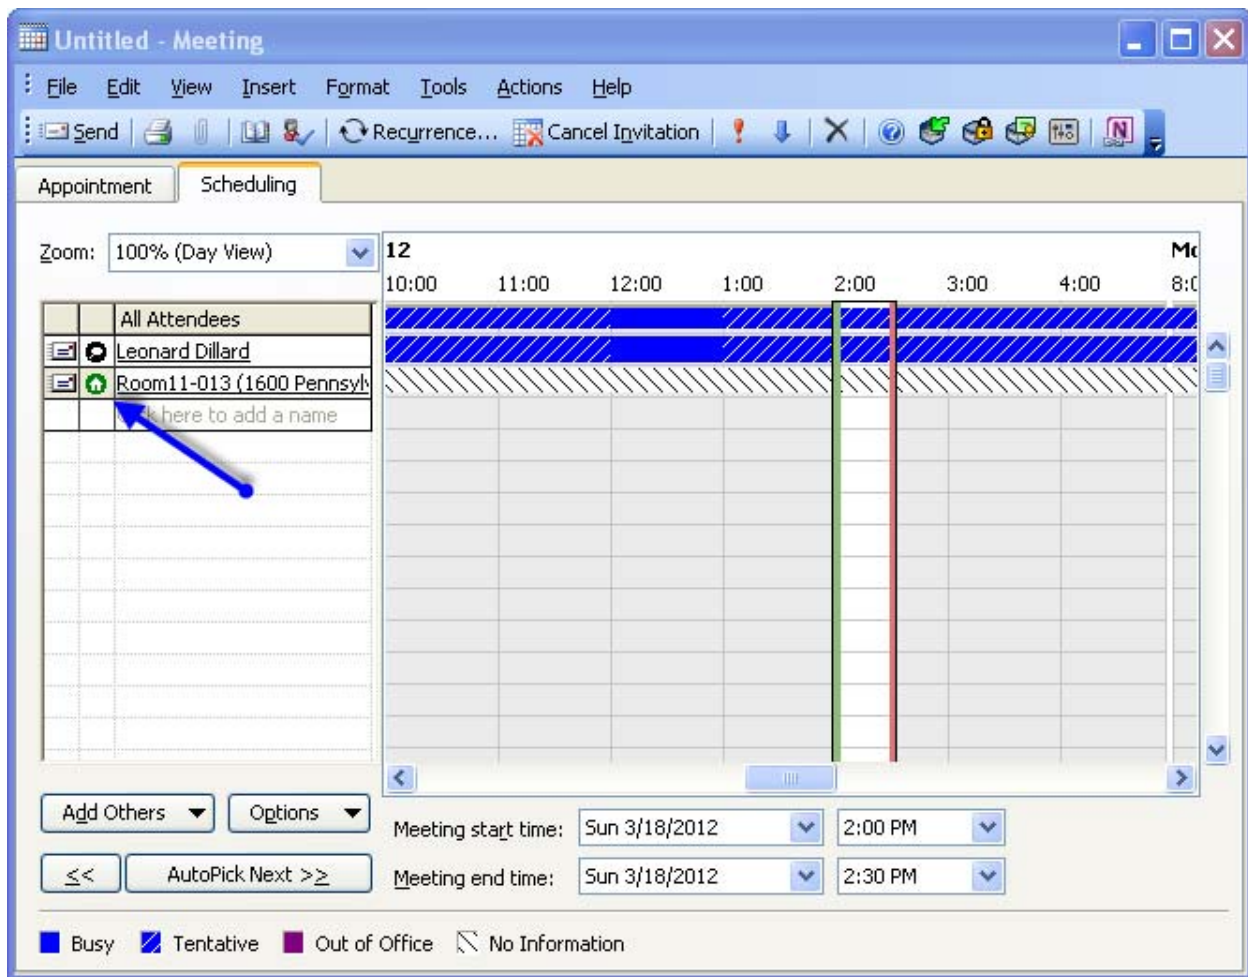 Untitled - Meeting
File Edit View Insert Format Tools Actions Help
Send Recurrence... Cancel Invitation
Appointment Scheduling
Zoom: 100% (Day View)
12
10:00 11:00 12:00 1:00 2:00 3:00 4:00
All Attendees
Leonard Dillard
Room11-013 (1600 Pennsyl
here to add a name
Add Others Options
Meeting start time: Sun 3/18/2012 2:00 PM
<< AutoPick Next >>
Meeting end time: Sun 3/18/2012 2:30 PM
Busy Tentative Out of Office No Information